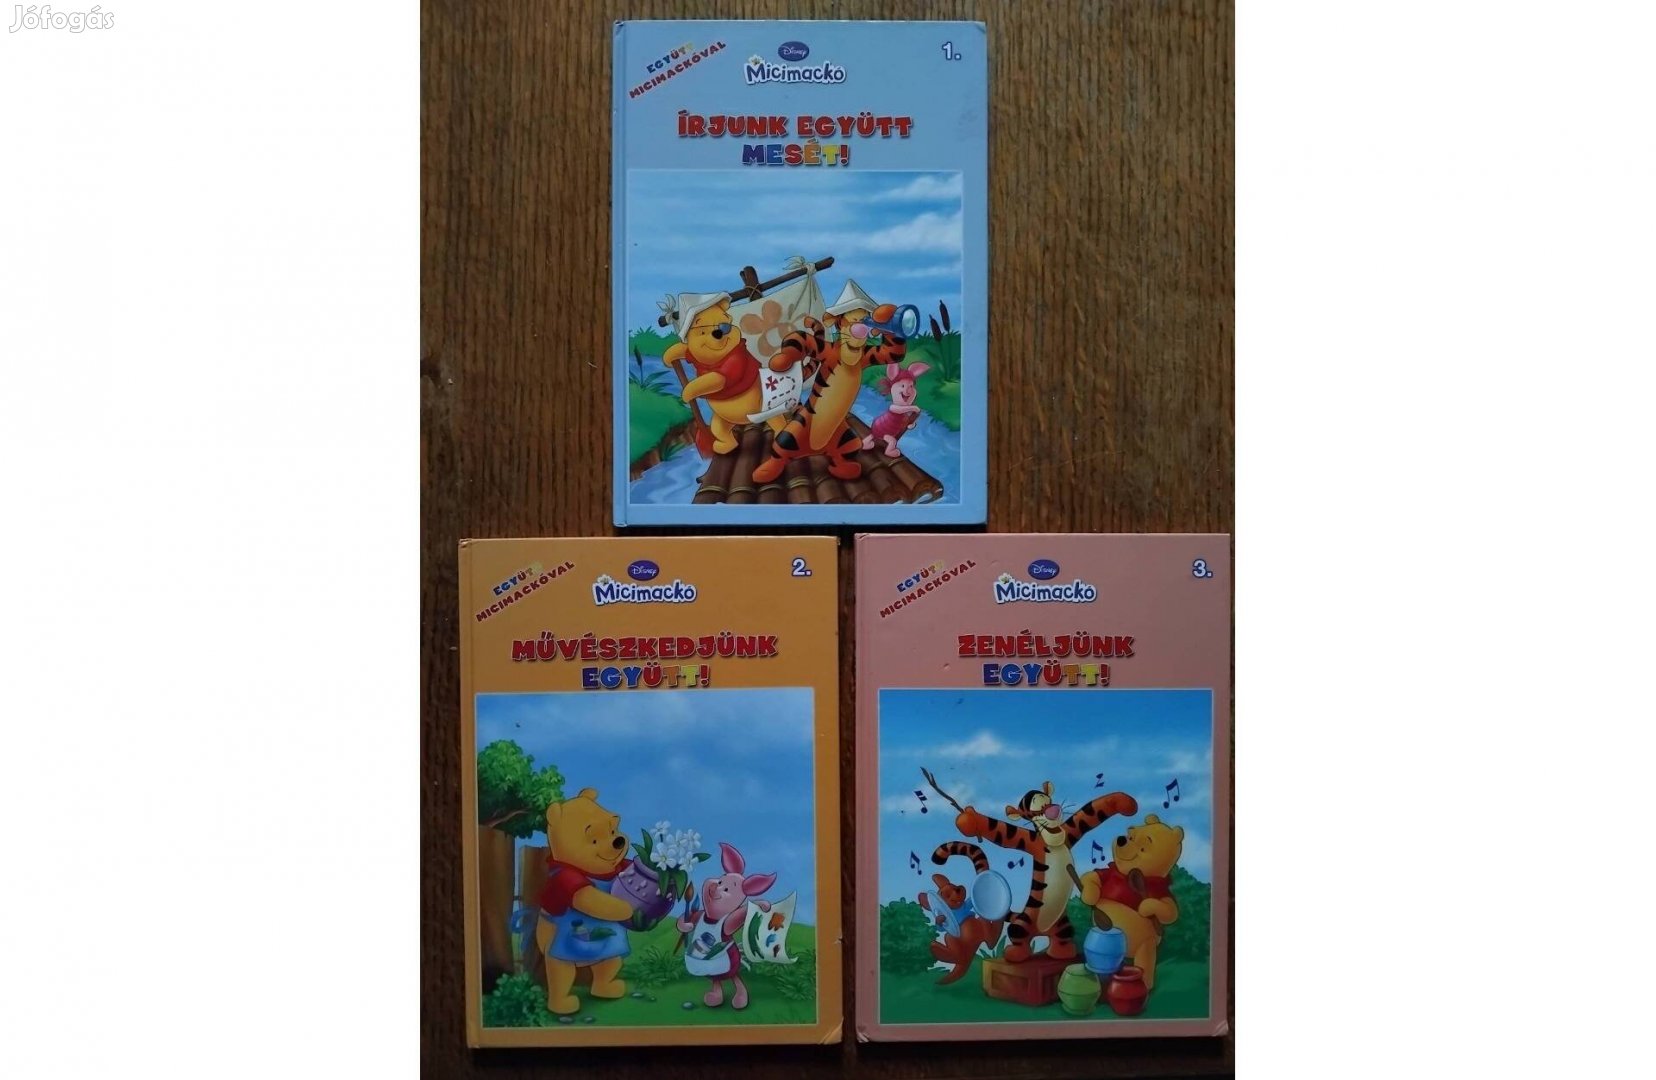 Jófogás
EGYÜTT
MICIMACKÓVAL
Disney
Micimackó
1.
ÍRJUNK EGYÜTT
MESÉT!
EGYÜTT
MICIMACKÓVAL
Disney
Micimackó
2.
MŰVÉSZKEDJÜNK
EGYÜTT!
EGYÜTT
MICIMACKÓVAL
Disney
Micimackó
3.
ZENÉLJÜNK
EGYÜTT!